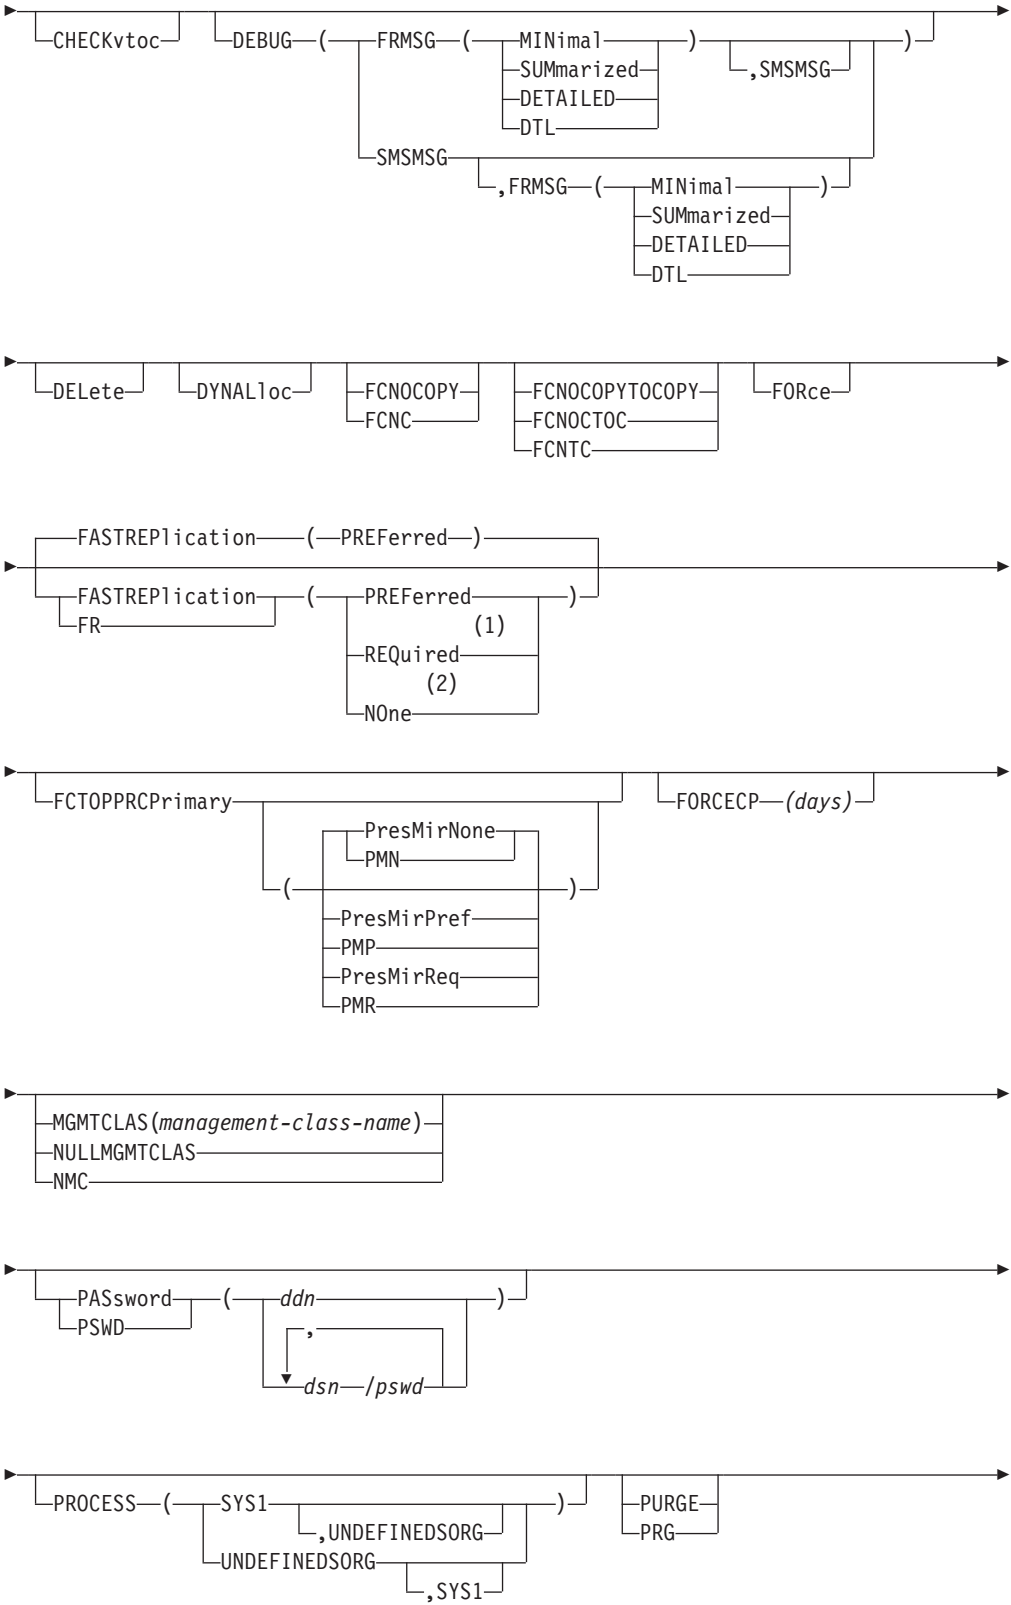 CHECKvtoc DEBUG ( FRMSG ( MINimal ) )
SUMmarized ,SMSMSG
DETAILED
DTL
SMSMSG
,FRMSG ( MINimal )
SUMmarized
DETAILED
DTL
DELete DYNALloc FCNOCOPY FCNOCOPYTOCOPY FORce
FCNC FCNOCTOC
FCNTC
FASTREPlication ( PREFerred )
FASTREPlication ( PREFerred )
FR (1)
REQuired
(2)
NOne
FCTOPPRCPrimary FORCECP (days)
PresMirNone
PMN
( )
PresMirPref
PMP
PresMirReq
PMR
MGMTCLAS(management-class-name)
NULLMGMTCLAS
NMC
PASsword ( ddn )
PSWD ,
dsn /pswd
PROCESS ( SYS1 ) PURGE
,UNDEFINEDSORG PRG
UNDEFINEDSORG
,SYS1